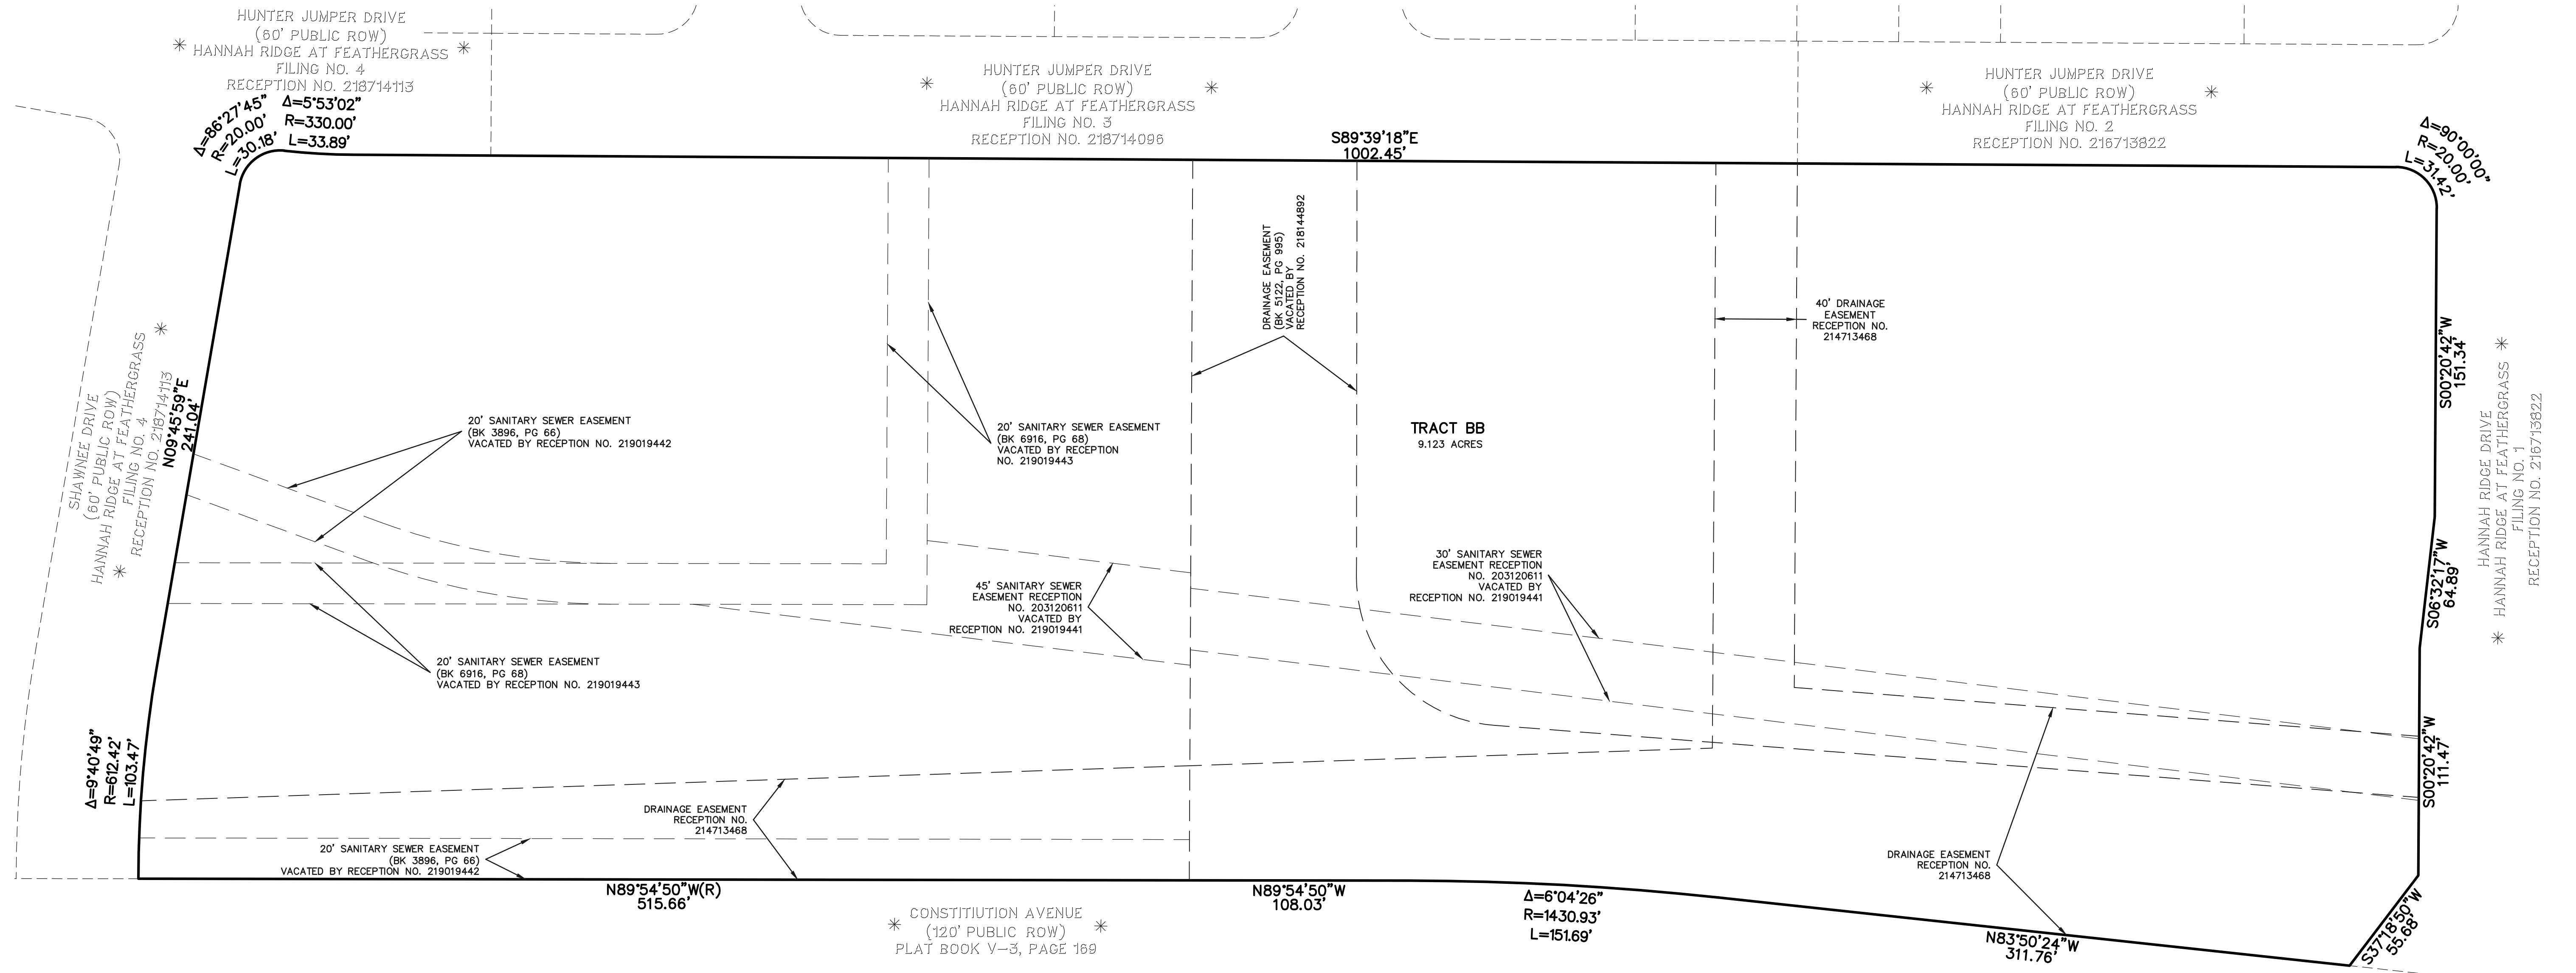 HUNTER JUMPER DRIVE
(60' PUBLIC ROW)
* HANNAH RIDGE AT FEATHERGRASS *
FILING NO. 4
RECEPTION NO. 218714113
Δ=86°27'45"
R=20.00'
L=30.18'
Δ=5°53'02"
R=330.00'
L=33.89'
HUNTER JUMPER DRIVE
(60' PUBLIC ROW)
* HANNAH RIDGE AT FEATHERGRASS *
FILING NO. 3
RECEPTION NO. 218714096
S89°39'18"E
1002.45'
HUNTER JUMPER DRIVE
(60' PUBLIC ROW)
* HANNAH RIDGE AT FEATHERGRASS *
FILING NO. 2
RECEPTION NO. 216713822
Δ=90°00'00"
R=20.00'
L=31.42'
DRAINAGE EASEMENT
(BK 5122, PG 995)
VACATED BY
RECEPTION NO. 218144892
40' DRAINAGE
EASEMENT
RECEPTION NO.
214713468
S00°20'42"W
151.34'
SHAWNEE DRIVE
(60' PUBLIC ROW)
* HANNAH RIDGE AT FEATHERGRASS *
FILING NO. 4
RECEPTION NO. 218714113
N09°45'59"E
241.04'
20' SANITARY SEWER EASEMENT
(BK 3896, PG 66)
VACATED BY RECEPTION NO. 219019442
20' SANITARY SEWER EASEMENT
(BK 6916, PG 68)
VACATED BY RECEPTION
NO. 219019443
TRACT BB
9.123 ACRES
HANNAH RIDGE DRIVE
* HANNAH RIDGE AT FEATHERGRASS *
FILING NO. 1
RECEPTION NO. 216713822
45' SANITARY SEWER
EASEMENT RECEPTION
NO. 203120611
VACATED BY
RECEPTION NO. 219019441
30' SANITARY SEWER
EASEMENT RECEPTION
NO. 203120611
VACATED BY
RECEPTION NO. 219019441
S06°32'17"W
64.89'
20' SANITARY SEWER EASEMENT
(BK 6916, PG 68)
VACATED BY RECEPTION NO. 219019443
Δ=9°40'49"
R=612.42'
L=103.47'
S00°20'42"W
111.47'
DRAINAGE EASEMENT
RECEPTION NO.
214713468
20' SANITARY SEWER EASEMENT
(BK 3896, PG 66)
VACATED BY RECEPTION NO. 219019442
DRAINAGE EASEMENT
RECEPTION NO.
214713468
N89°54'50"W(R)
515.66'
N89°54'50"W
108.03'
Δ=6°04'26"
R=1430.93'
L=151.69'
N83°50'24"W
311.76'
S37°18'50"W
55.68'
* CONSTITIUTION AVENUE *
(120' PUBLIC ROW)
PLAT BOOK V-3, PAGE 169